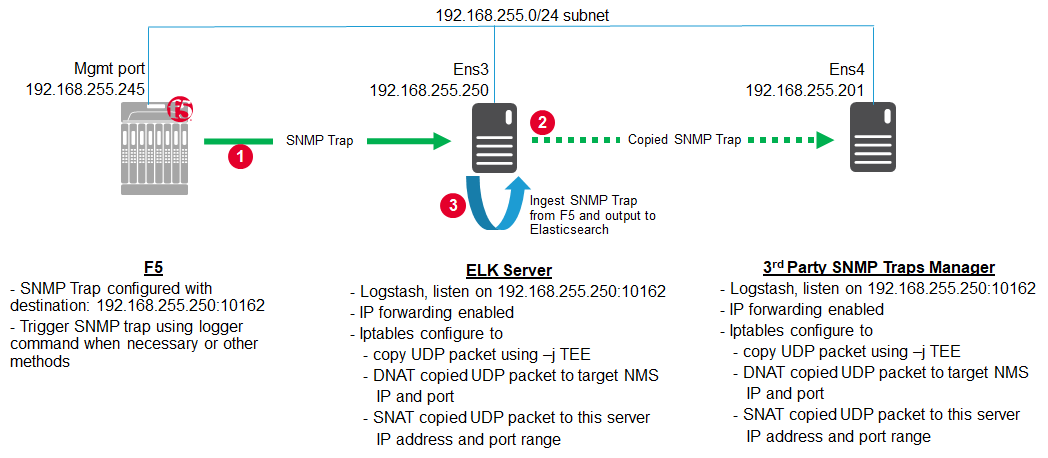 192.168.255.0/24 subnet
Mgmt port
192.168.255.245
f5
Ens3
192.168.255.250
Ens4
192.168.255.201
1
SNMP Trap
2
Copied SNMP Trap
3
Ingest SNMP Trap
from F5 and output to
Elasticsearch
F5
- SNMP Trap configured with
destination: 192.168.255.250:10162
- Trigger SNMP trap using logger
command when necessary or other
methods
ELK Server
- Logstash, listen on 192.168.255.250:10162
- IP forwarding enabled
- Iptables configure to
- copy UDP packet using –j TEE
- DNAT copied UDP packet to target NMS
IP and port
- SNAT copied UDP packet to this server
IP address and port range
3rd Party SNMP Traps Manager
- Logstash, listen on 192.168.255.250:10162
- IP forwarding enabled
- Iptables configure to
- copy UDP packet using –j TEE
- DNAT copied UDP packet to target NMS
IP and port
- SNAT copied UDP packet to this server
IP address and port range